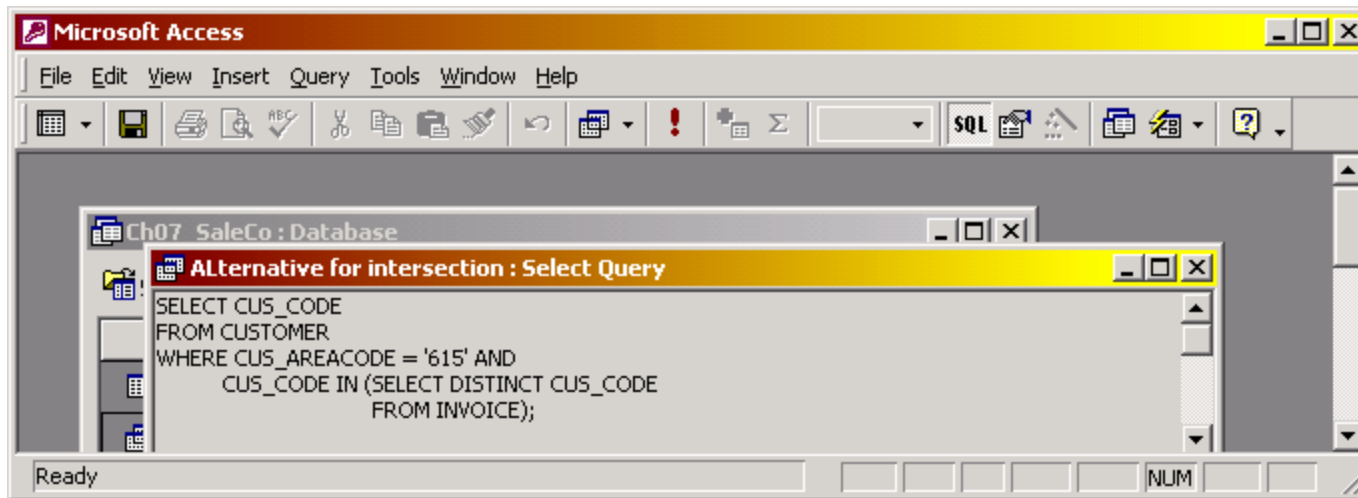 Microsoft Access
File Edit View Insert Query Tools Window Help
ABC SQL
Ch07_SaleCo : Database
ALternative for intersection : Select Query
SELECT CUS_CODE
FROM CUSTOMER
WHERE CUS_AREACODE = '615' AND
CUS_CODE IN (SELECT DISTINCT CUS_CODE
FROM INVOICE);
Ready NUM